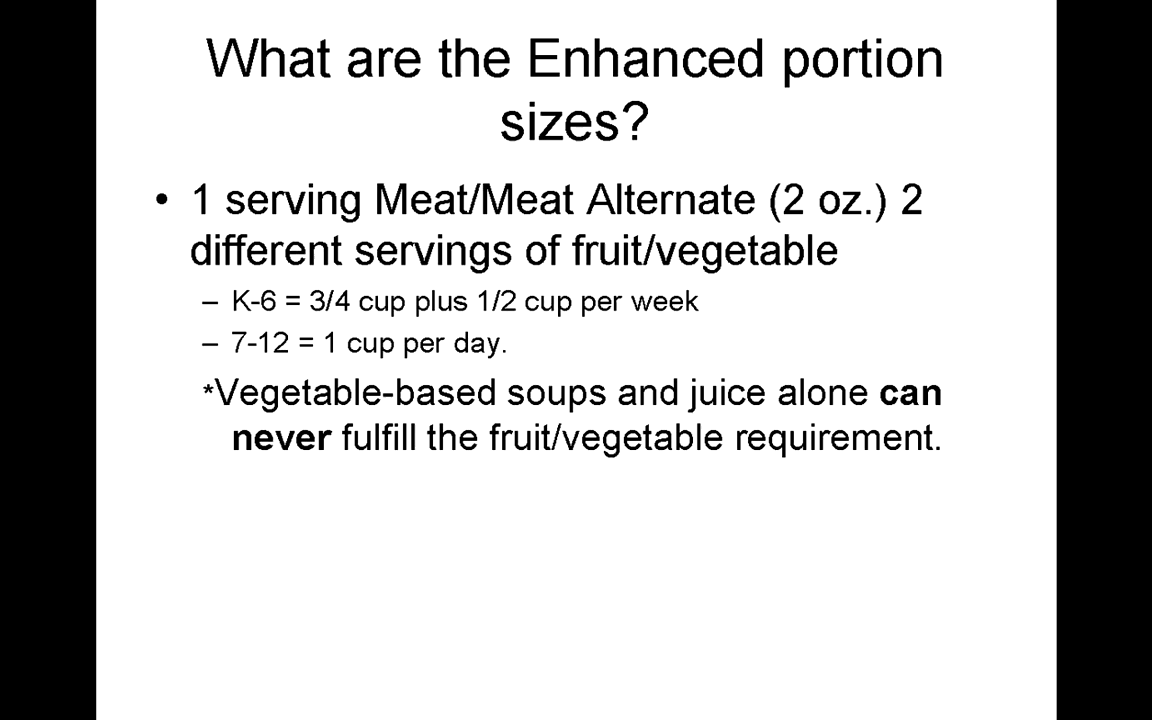 What are the Enhanced portion
sizes?
• 1 serving Meat/Meat Alternate (2 oz.) 2
different servings of fruit/vegetable
– K-6 = 3/4 cup plus 1/2 cup per week
– 7-12 = 1 cup per day.
*Vegetable-based soups and juice alone can
never fulfill the fruit/vegetable requirement.